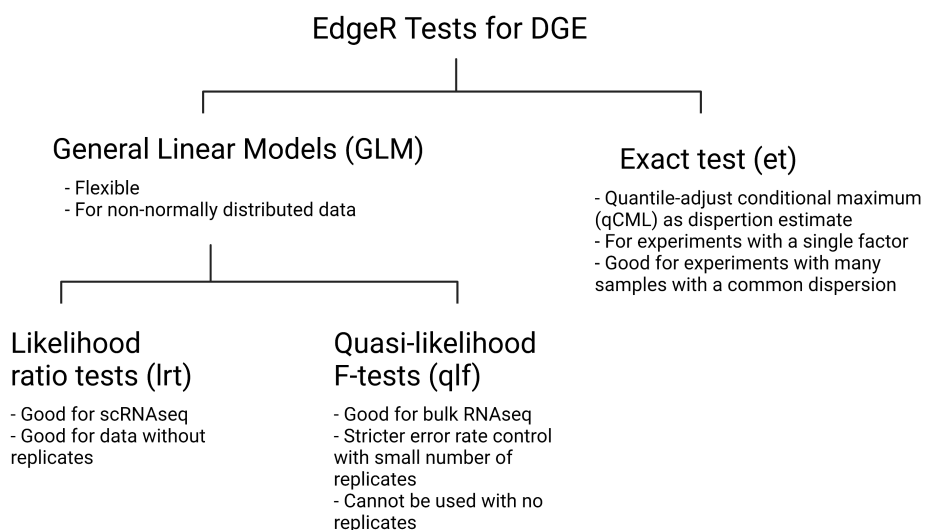 EdgeR Tests for DGE
General Linear Models (GLM)
- Flexible
- For non-normally distributed data
Exact test (et)
- Quantile-adjust conditional maximum
(qCML) as dispertion estimate
- For experiments with a single factor
- Good for experiments with many
samples with a common dispersion
Likelihood
ratio tests (lrt)
- Good for scRNAseq
- Good for data without
replicates
Quasi-likelihood
F-tests (qlf)
- Good for bulk RNAseq
- Stricter error rate control
with small number of
replicates
- Cannot be used with no
replicates